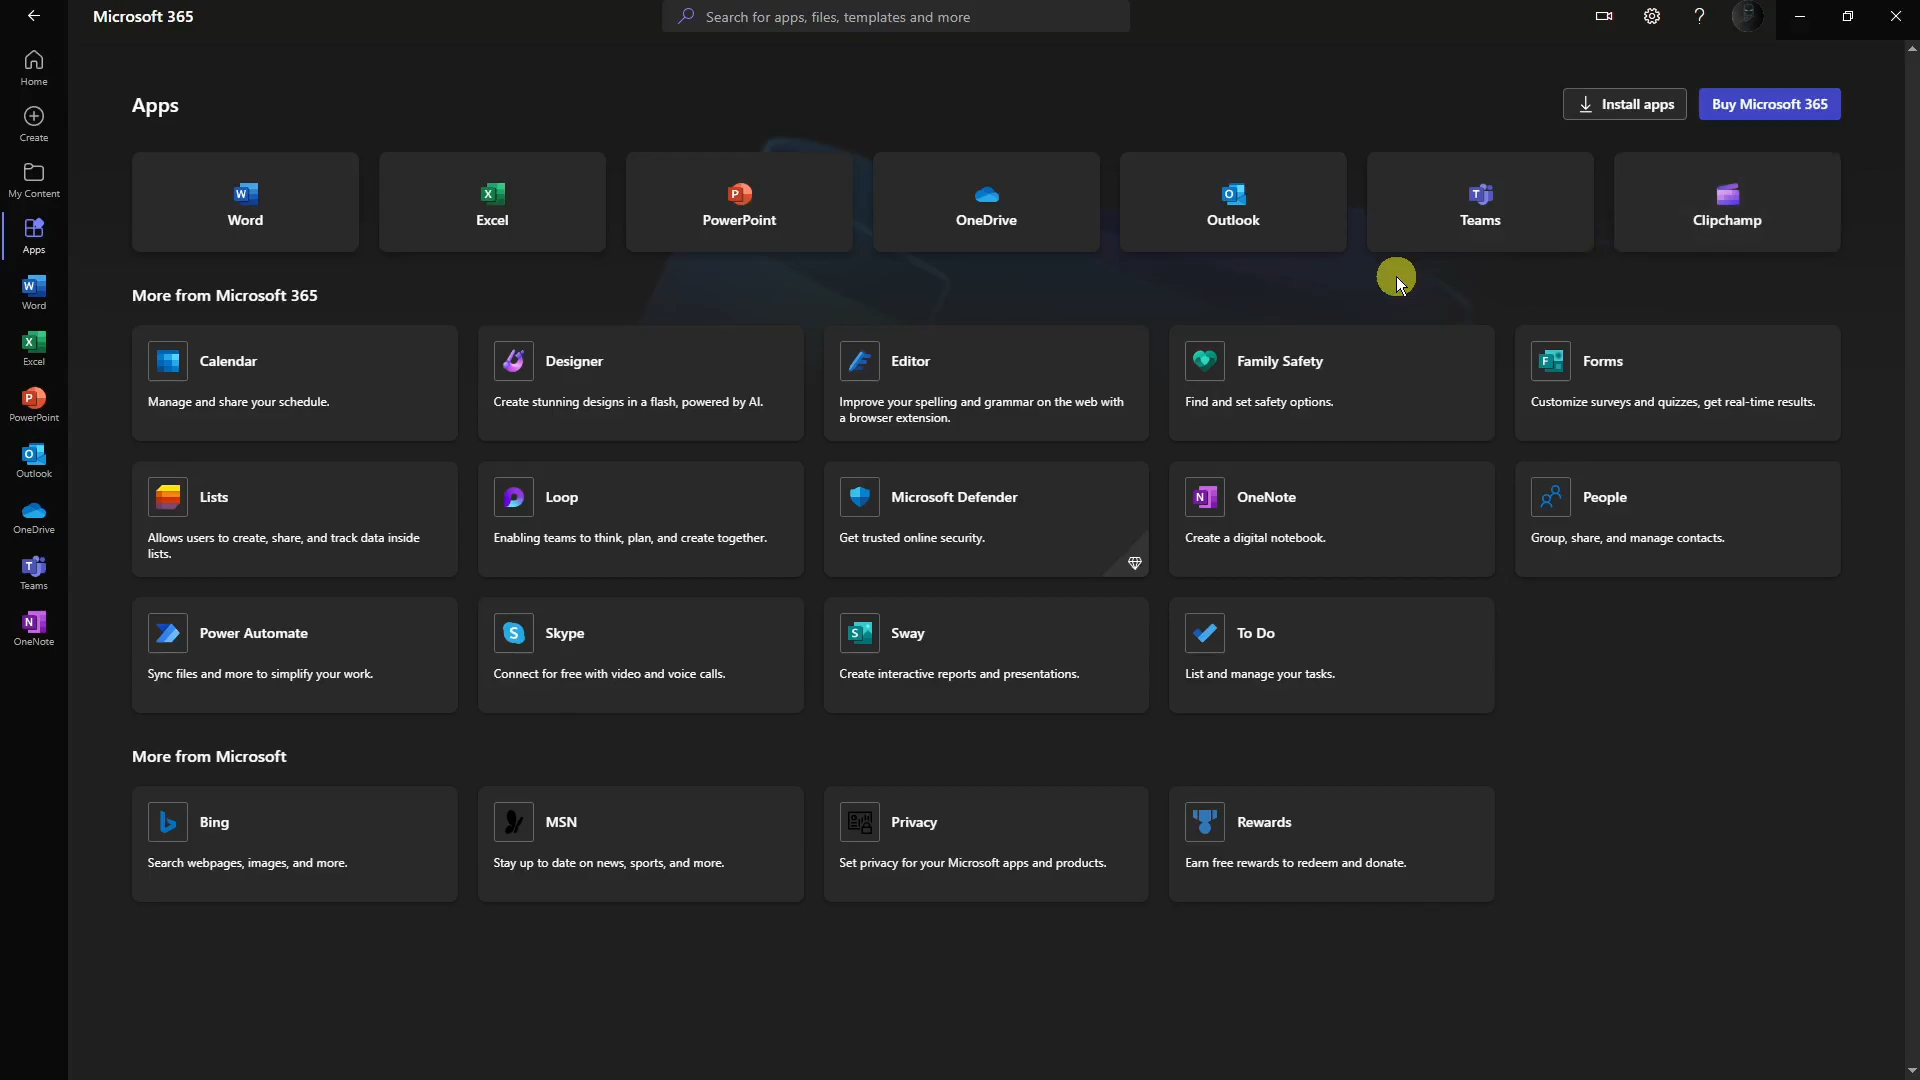 Microsoft 365
Search for apps, files, templates and more
Home
Create
My Content
Apps
Word
Excel
PowerPoint
Outlook
OneDrive
Teams
OneNote
Apps
Install apps
Buy Microsoft 365
Word
Excel
PowerPoint
OneDrive
Outlook
Teams
Clipchamp
More from Microsoft 365
Calendar
Manage and share your schedule.
Designer
Create stunning designs in a flash, powered by AI.
Editor
Improve your spelling and grammar on the web with
a browser extension.
Family Safety
Find and set safety options.
Forms
Customize surveys and quizzes, get real-time results.
Lists
Allows users to create, share, and track data inside
lists.
Loop
Enabling teams to think, plan, and create together.
Microsoft Defender
Get trusted online security.
OneNote
Create a digital notebook.
People
Group, share, and manage contacts.
Power Automate
Sync files and more to simplify your work.
Skype
Connect for free with video and voice calls.
Sway
Create interactive reports and presentations.
To Do
List and manage your tasks.
More from Microsoft
Bing
Search webpages, images, and more.
MSN
Stay up to date on news, sports, and more.
Privacy
Set privacy for your Microsoft apps and products.
Rewards
Earn free rewards to redeem and donate.